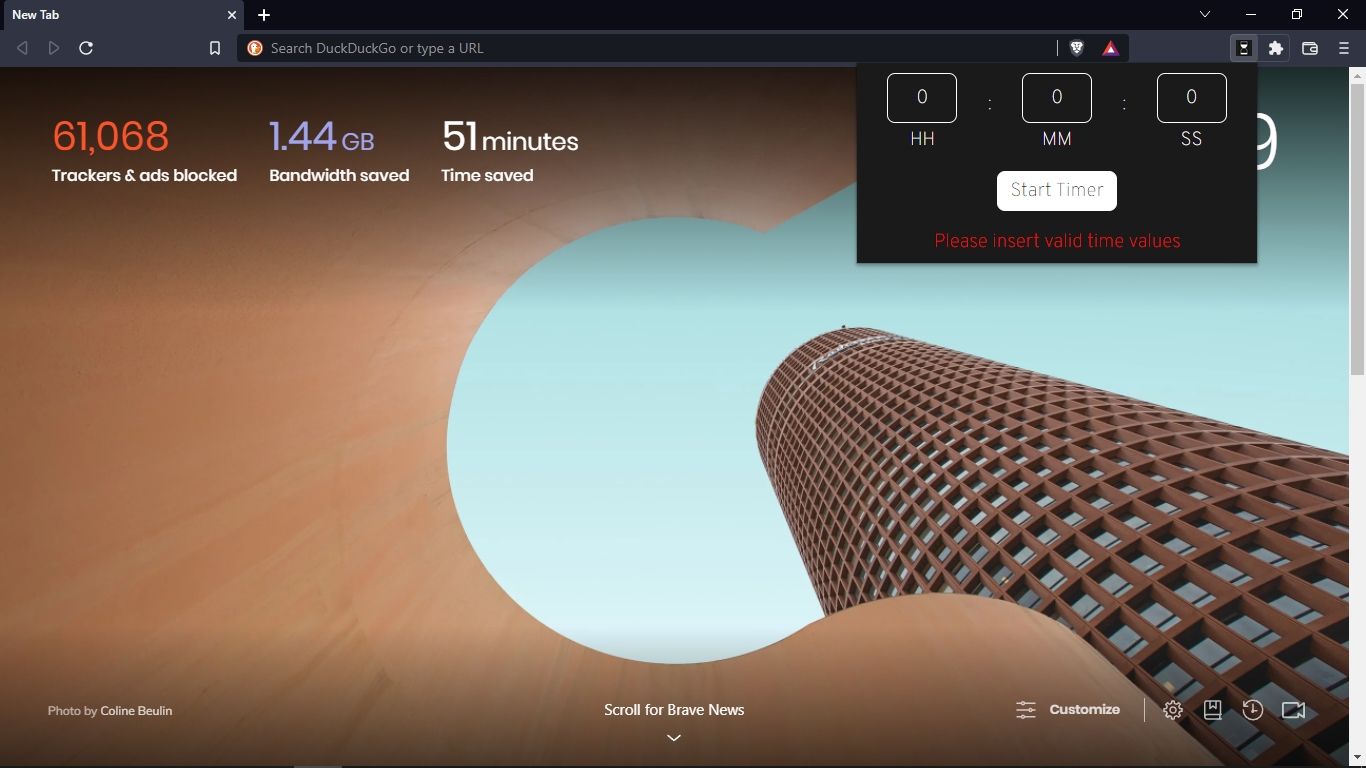 New Tab
Search DuckDuckGo or type a URL
61,068
Trackers & ads blocked
1.44 GB
Bandwidth saved
51 minutes
Time saved
0 : 0 : 0
HH MM SS
9
Start Timer
Please insert valid time values
Photo by Coline Beulin
Scroll for Brave News
Customize